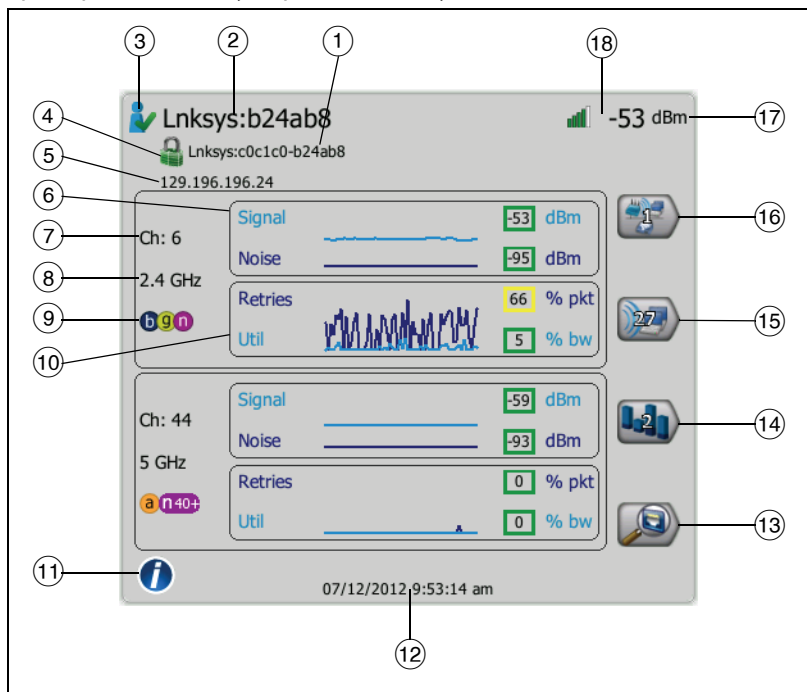 3 2 1 18
Lnksys:b24ab8 -53 dBm 17
4 Lnksys:c0c1c0-b24ab8
5 129.196.196.24
6 Signal -53 dBm 1 16
7 Ch: 6
Noise -95 dBm
8 2.4 GHz
Retries 66 % pkt 27 15
9 b g n
10 Util 5 % bw
Signal -59 dBm
Ch: 44 2 14
Noise -93 dBm
5 GHz
Retries 0 % pkt
a n 40+
Util 0 % bw 13
11 i
07/12/2012 9:53:14 am
12